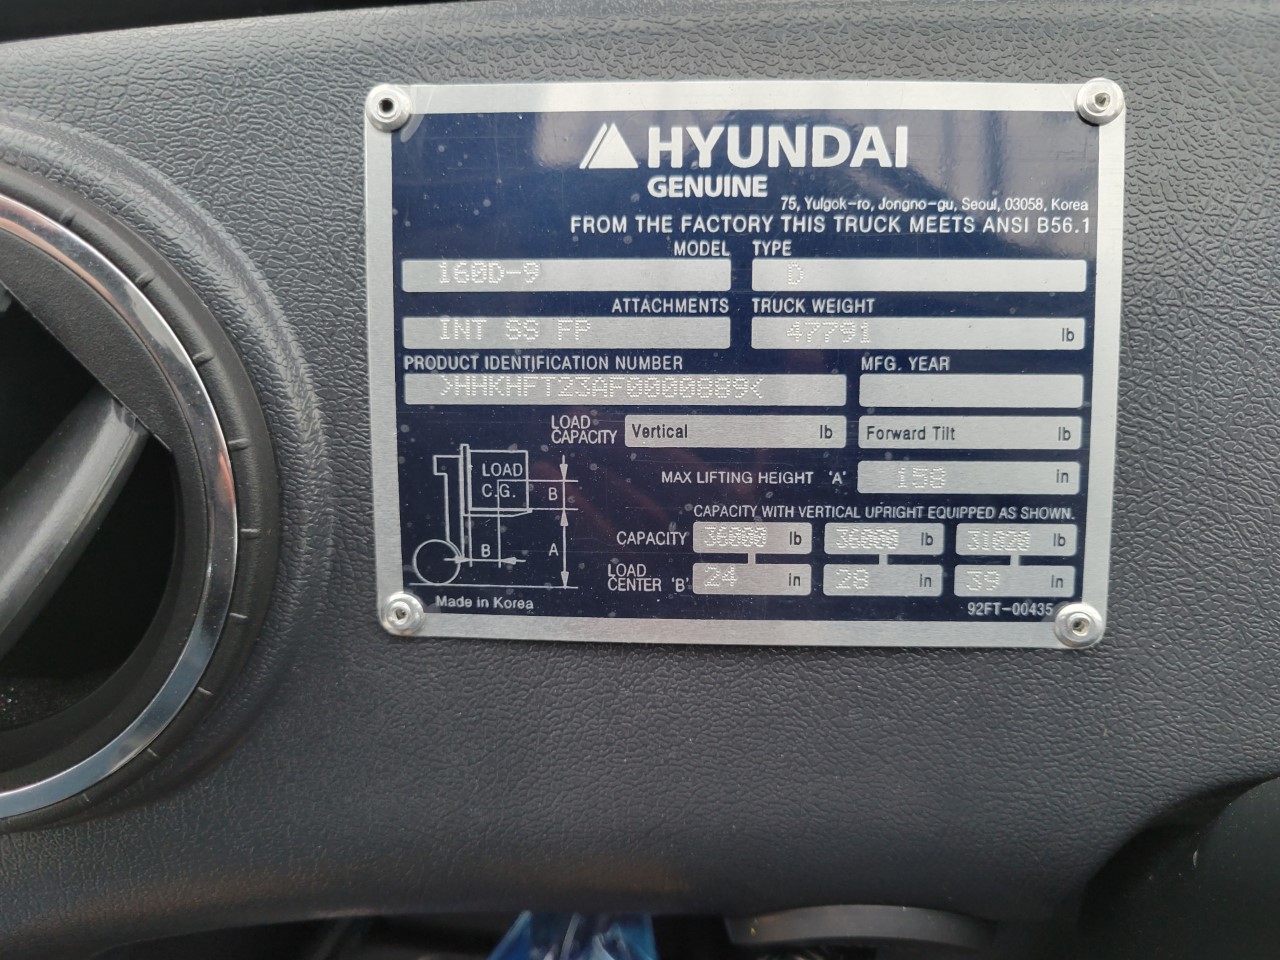 HYUNDAI
GENUINE
75, Yulgok-ro, Jongno-gu, Seoul, 03058, Korea
FROM THE FACTORY THIS TRUCK MEETS ANSI B56.1
MODEL TYPE
160D-9 D
ATTACHMENTS TRUCK WEIGHT
INT SS FP 47791 lb
PRODUCT IDENTIFICATION NUMBER MFG. YEAR
>HHKHFT23AF0000889<
LOAD CAPACITY Vertical lb Forward Tilt lb
MAX LIFTING HEIGHT 'A' 158 in
CAPACITY WITH VERTICAL UPRIGHT EQUIPPED AS SHOWN.
CAPACITY 36000 lb 36000 lb 31020 lb
LOAD CENTER 'B' 24 in 28 in 39 in
LOAD
C.G.
B
B
A
Made in Korea 92FT-00435